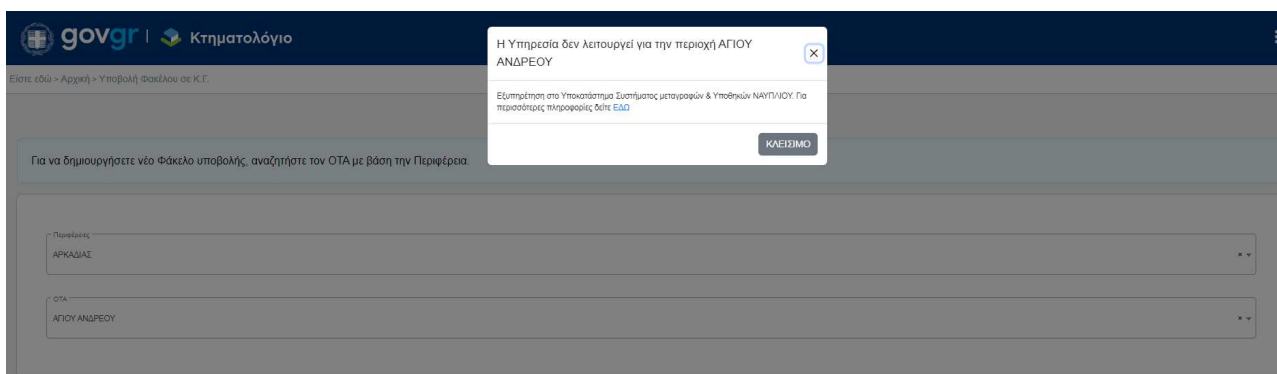 govgr | Κτηματολόγιο
Είστε εδώ > Αρχική > Υποβολή Φακέλου σε Κ.Γ.
Η Υπηρεσία δεν λειτουργεί για την περιοχή ΑΓΙΟΥ
ΑΝΔΡΕΟΥ
×
Εξυπηρέτηση στο Υποκατάστημα Συστήματος μεταγραφών & Υποθηκών ΝΑΥΠΛΙΟΥ. Για
περισσότερες πληροφορίες δείτε ΕΔΩ
ΚΛΕΙΣΙΜΟ
Για να δημιουργήσετε νέο Φάκελο υποβολής, αναζητήστε τον ΟΤΑ με βάση την Περιφέρεια.
Περιφέρειες
ΑΡΚΑΔΙΑΣ
ΟΤΑ
ΑΓΙΟΥ ΑΝΔΡΕΟΥ